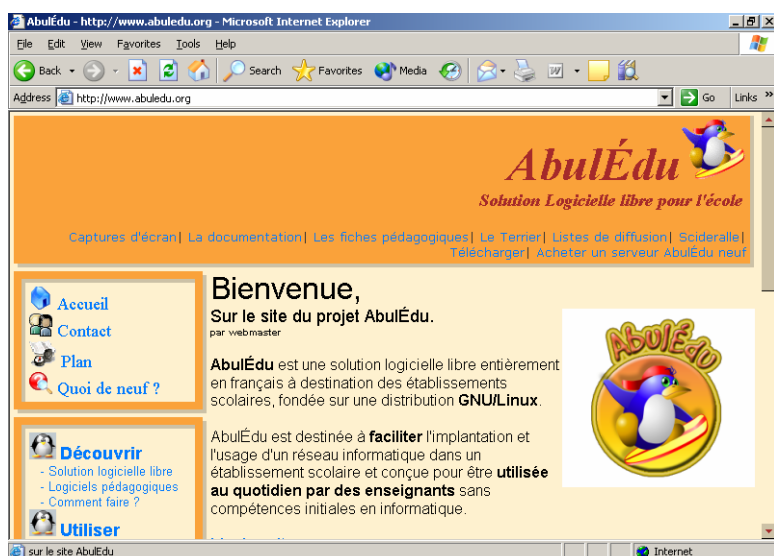 AbulÉdu - http://www.abuledu.org - Microsoft Internet Explorer
File Edit View Favorites Tools Help
Back Search Favorites Media
Address http://www.abuledu.org Go Links »
AbulÉdu
Solution Logicielle libre pour l'école
Captures d'écran| La documentation| Les fiches pédagogiques| Le Terrier| Listes de diffusion| Scideralle|
Télécharger| Acheter un serveur AbulÉdu neuf
Accueil
Contact
Plan
Quoi de neuf ?
Découvrir
- Solution logicielle libre
- Logiciels pédagogiques
- Comment faire ?
Utiliser
Bienvenue,
Sur le site du projet AbulÉdu.
par webmaster
AbulÉdu est une solution logicielle libre entièrement
en français à destination des établissements
scolaires, fondée sur une distribution GNU/Linux.
AbulÉdu est destinée à faciliter l'implantation et
l'usage d'un réseau informatique dans un
établissement scolaire et conçue pour être utilisée
au quotidien par des enseignants sans
compétences initiales en informatique.
AbulÉdu
sur le site AbulEdu
Internet